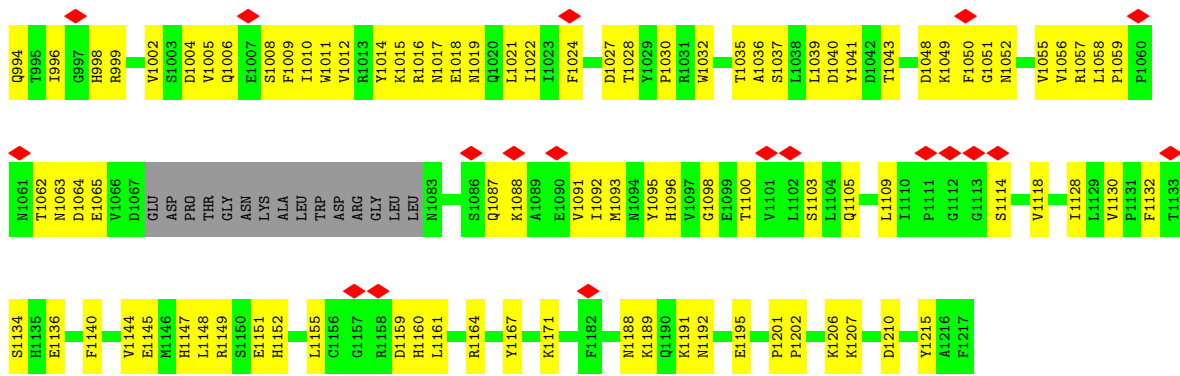 Q994 T995 I996 G997 H998 R999 V1002 S1003 D1004 V1005 Q1006 E1007 S1008 F1009 I1010 W1011 V1012 R1013 Y1014 K1015 R1016 N1017 E1018 N1019 Q1020 L1021 I1022 I1023 F1024 D1027 T1028 Y1029 P1030 R1031 W1032 T1035 A1036 S1037 L1038 L1039 D1040 Y1041 D1042 T1043 D1048 K1049 F1050 G1051 N1052 V1055 V1056 R1057 L1058 P1059 P1060
N1061 T1062 N1063 D1064 E1065 V1066 D1067 GLU ASP PRO THR GLY ASN LYS ALA LEU TRP ASP ARG GLY LEU LEU N1083 S1086 Q1087 K1088 A1089 E1090 V1091 I1092 M1093 N1094 Y1095 H1096 V1097 G1098 E1099 T1100 V1101 L1102 S1103 L1104 Q1105 L1109 I1110 P1111 G1112 G1113 S1114 V1118 I1128 L1129 V1130 P1131 F1132 T1133
S1134 H1135 E1136 F1140 V1144 E1145 M1146 H1147 L1148 R1149 S1150 E1151 H1152 L1155 C1156 G1157 R1158 D1159 H1160 L1161 R1164 Y1167 K1171 F1182 N1188 K1189 Q1190 K1191 N1192 E1195 P1201 P1202 K1206 K1207 D1210 Y1215 A1216 F1217